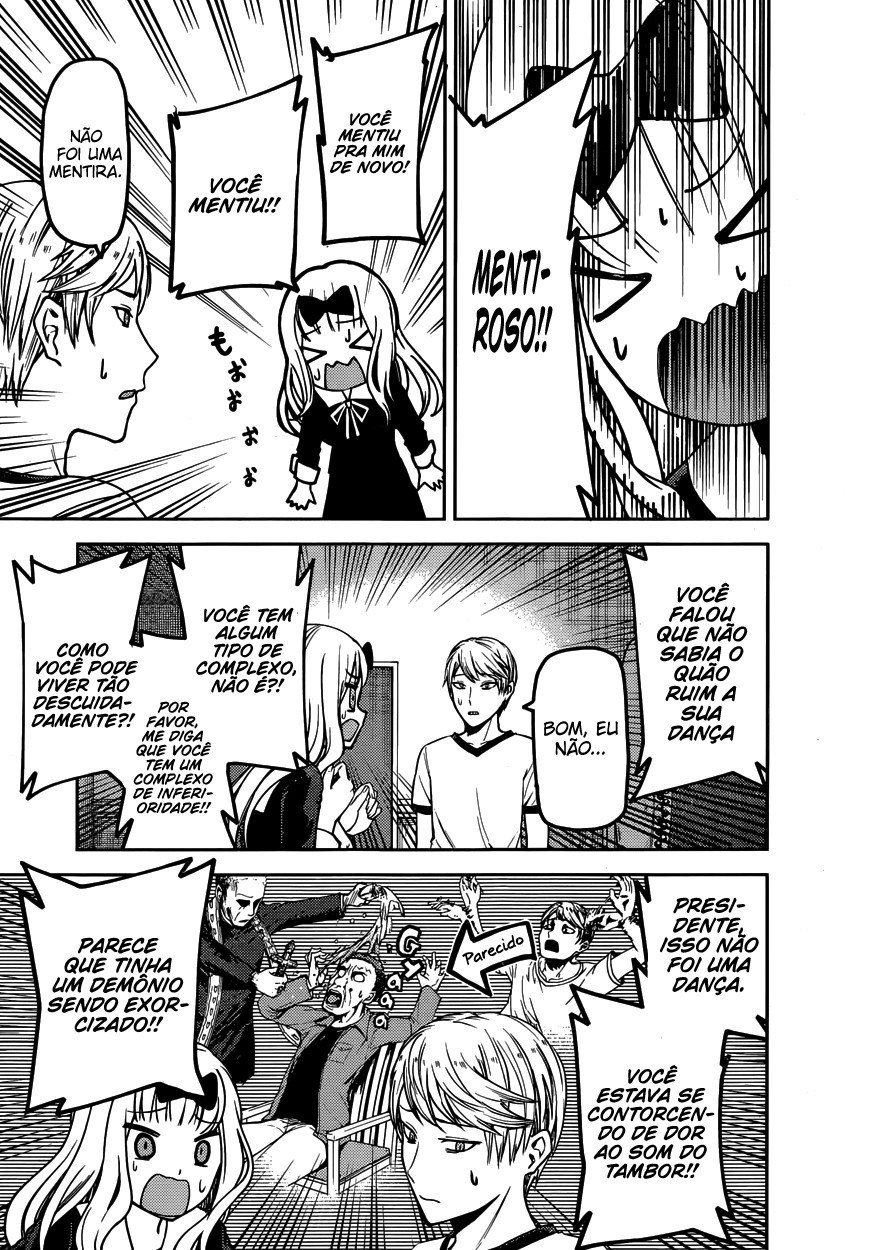 MENTI-
ROSO!!
VOCÊ
MENTIU
PRA MIM
DE NOVO!
VOCÊ
MENTIU!!
NÃO
FOI UMA
MENTIRA.
もぉぉぉぉぉ
VOCÊ
FALOU
QUE NÃO
SABIA O
QUÃO
RUIM A
SUA
DANÇA
BOM, EU
NÃO...
VOCÊ TEM
ALGUM
TIPO DE
COMPLEXO,
NÃO É?!
POR
FAVOR,
ME DIGA
QUE VOCÊ
TEM UM
COMPLEXO
DE INFERI-
ORIDADE!!
COMO
VOCÊ PODE
VIVER TÃO
DESCUIDA-
DAMENTE?!
PRESI-
DENTE,
ISSO NÃO
FOI UMA
DANÇA.
VOCÊ
ESTAVA SE
CONTORCEN-
DO DE DOR
AO SOM DO
TAMBOR!!
Parecido
Gyaaa
PARECE
QUE TINHA
UM DEMÔNIO
SENDO EXOR-
CIZADO!!